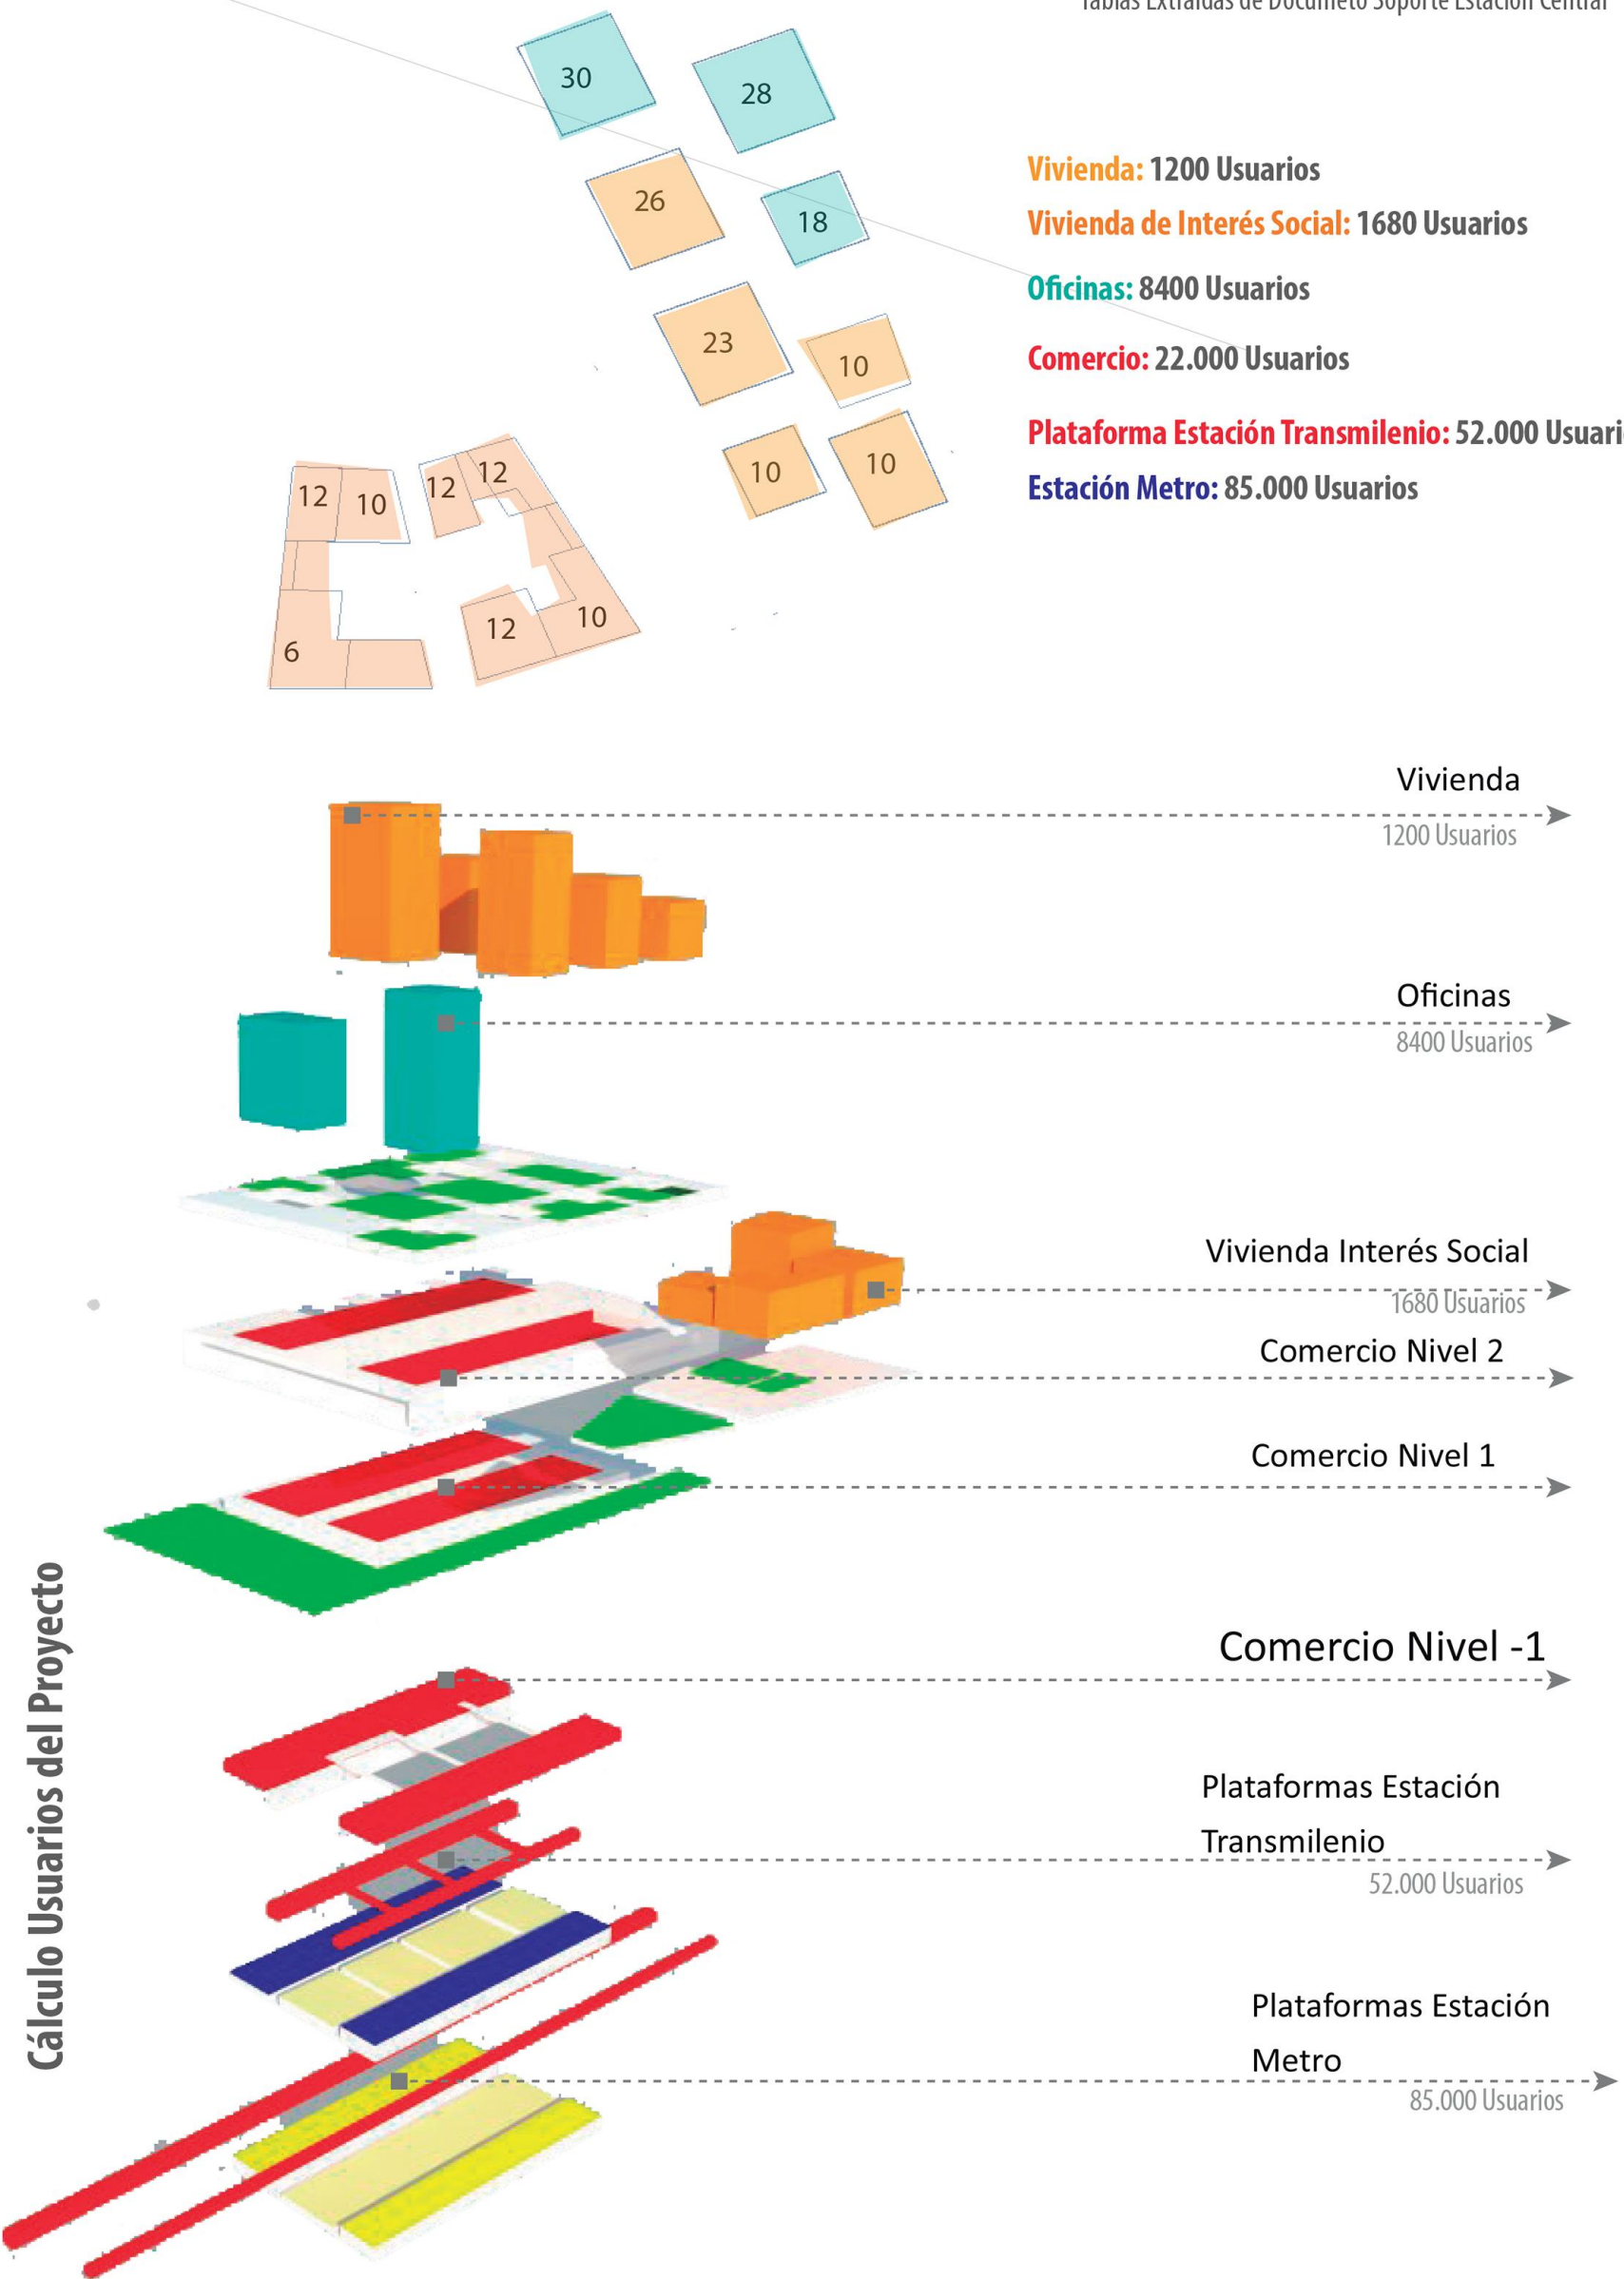 Tablas Extraídas de Documeto Soporte Estación Central
30
28
26
18
23
10
10
10
12
10
12
12
6
12
10
Vivienda: 1200 Usuarios
Vivienda de Interés Social: 1680 Usuarios
Oficinas: 8400 Usuarios
Comercio: 22.000 Usuarios
Plataforma Estación Transmilenio: 52.000 Usuari
Estación Metro: 85.000 Usuarios
Vivienda
1200 Usuarios
Oficinas
8400 Usuarios
Vivienda Interés Social
1680 Usuarios
Comercio Nivel 2
Comercio Nivel 1
Comercio Nivel -1
Plataformas Estación
Transmilenio
52.000 Usuarios
Plataformas Estación
Metro
85.000 Usuarios
Cálculo Usuarios del Proyecto